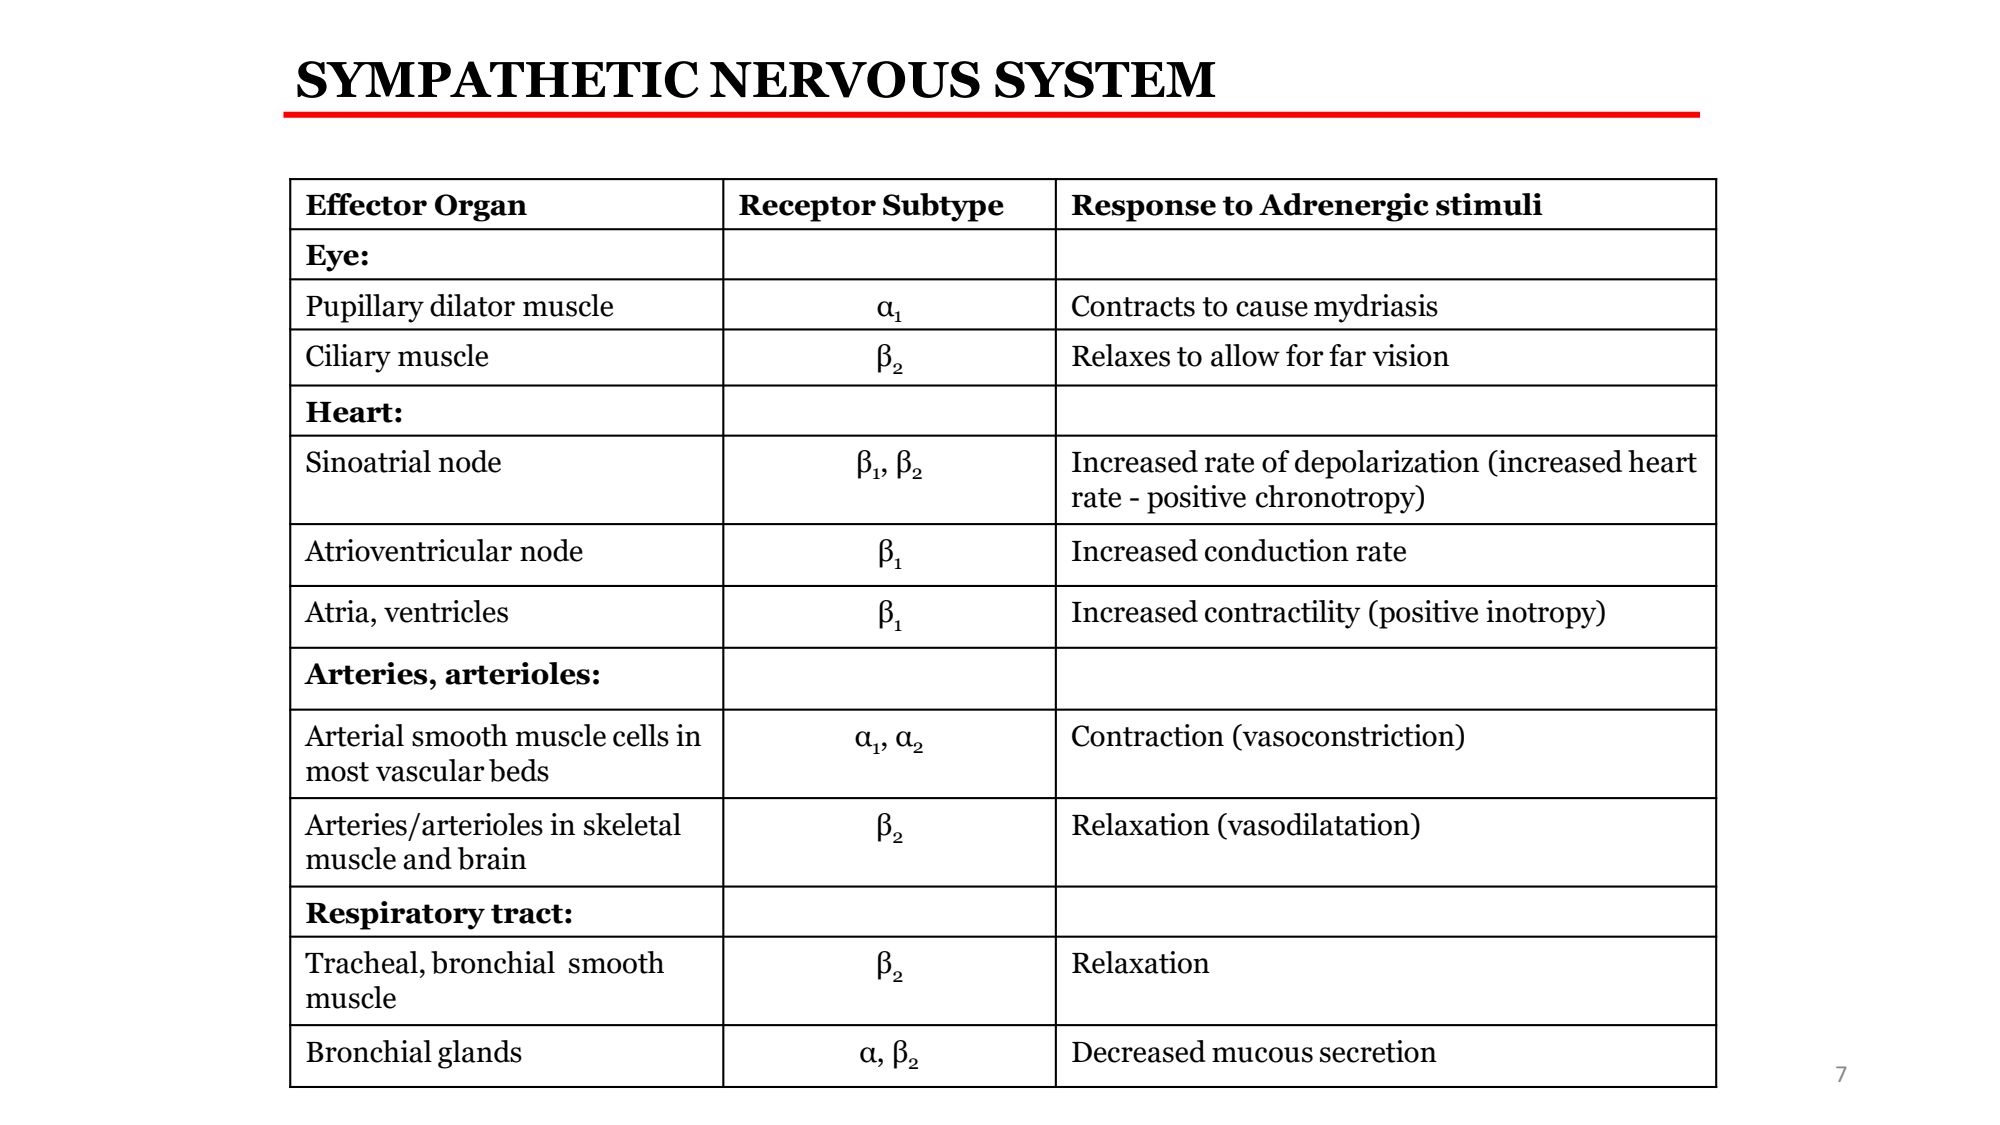 SYMPATHETIC NERVOUS SYSTEM
Effector Organ Receptor Subtype Response to Adrenergic stimuli
Eye:
Pupillary dilator muscle α₁ Contracts to cause mydriasis
Ciliary muscle β₂ Relaxes to allow for far vision
Heart:
Sinoatrial node β₁, β₂ Increased rate of depolarization (increased heart
rate - positive chronotropy)
Atrioventricular node β₁ Increased conduction rate
Atria, ventricles β₁ Increased contractility (positive inotropy)
Arteries, arterioles:
Arterial smooth muscle cells in α₁, α₂ Contraction (vasoconstriction)
most vascular beds
Arteries/arterioles in skeletal β₂ Relaxation (vasodilatation)
muscle and brain
Respiratory tract:
Tracheal, bronchial smooth β₂ Relaxation
muscle
Bronchial glands α, β₂ Decreased mucous secretion
7